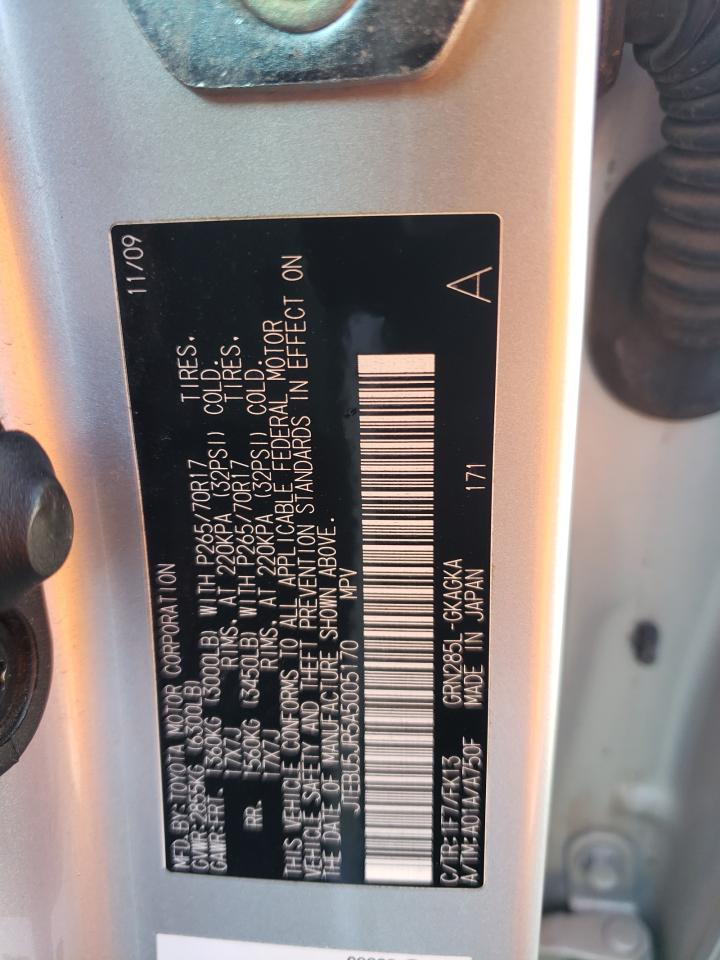 MFD. BY: TOYOTA MOTOR CORPORATION 11/09
GVWR: 2855KG (6300LB)
GAWR: FRT. 1360KG (3000LB) WITH P265/70R17 TIRES,
17X7J RIMS, AT 220KPA (32PSI) COLD.
RR. 1560KG (3450LB) WITH P265/70R17 TIRES,
17X7J RIMS, AT 220KPA (32PSI) COLD.
THIS VEHICLE CONFORMS TO ALL APPLICABLE FEDERAL MOTOR
VEHICLE SAFETY AND THEFT PREVENTION STANDARDS IN EFFECT ON
THE DATE OF MANUFACTURE SHOWN ABOVE.
JTEBU5JR5A5005170 MPV
C/TR: 1F7/FK13 GRN285L-GKAGKA A
A/TM: A01A/A750F MADE IN JAPAN 171